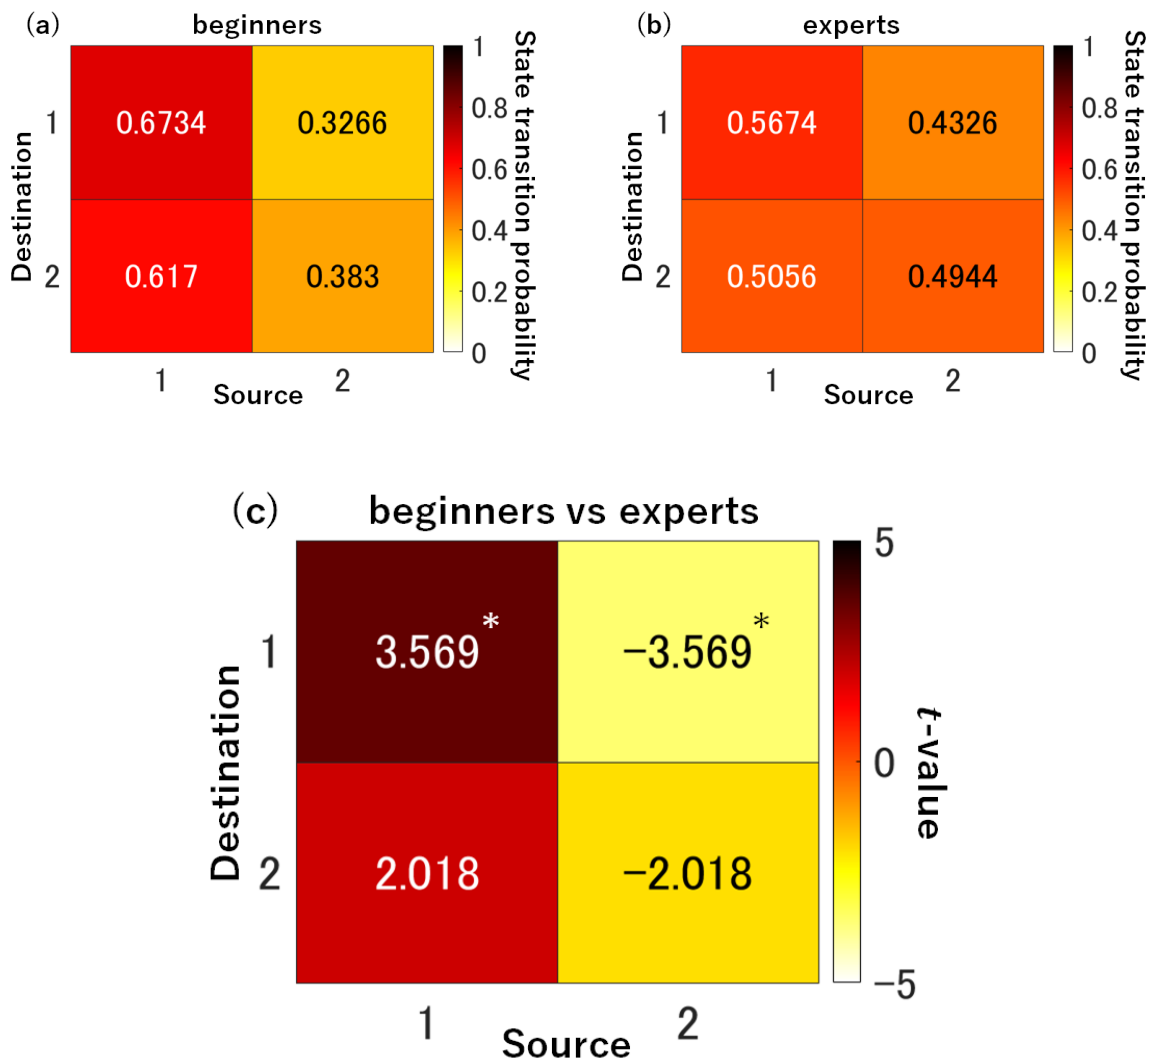 (a) beginners
1
0.8
0.6
0.4
0.2
0
State transition probability
Destination
1
2
0.6734 0.3266
0.617 0.383
1 2
Source
(b) experts
1
0.8
0.6
0.4
0.2
0
State transition probability
Destination
1
2
0.5674 0.4326
0.5056 0.4944
1 2
Source
(c) beginners vs experts
5
0
−5
t-value
Destination
1
2
3.569* −3.569*
2.018 −2.018
1 2
Source